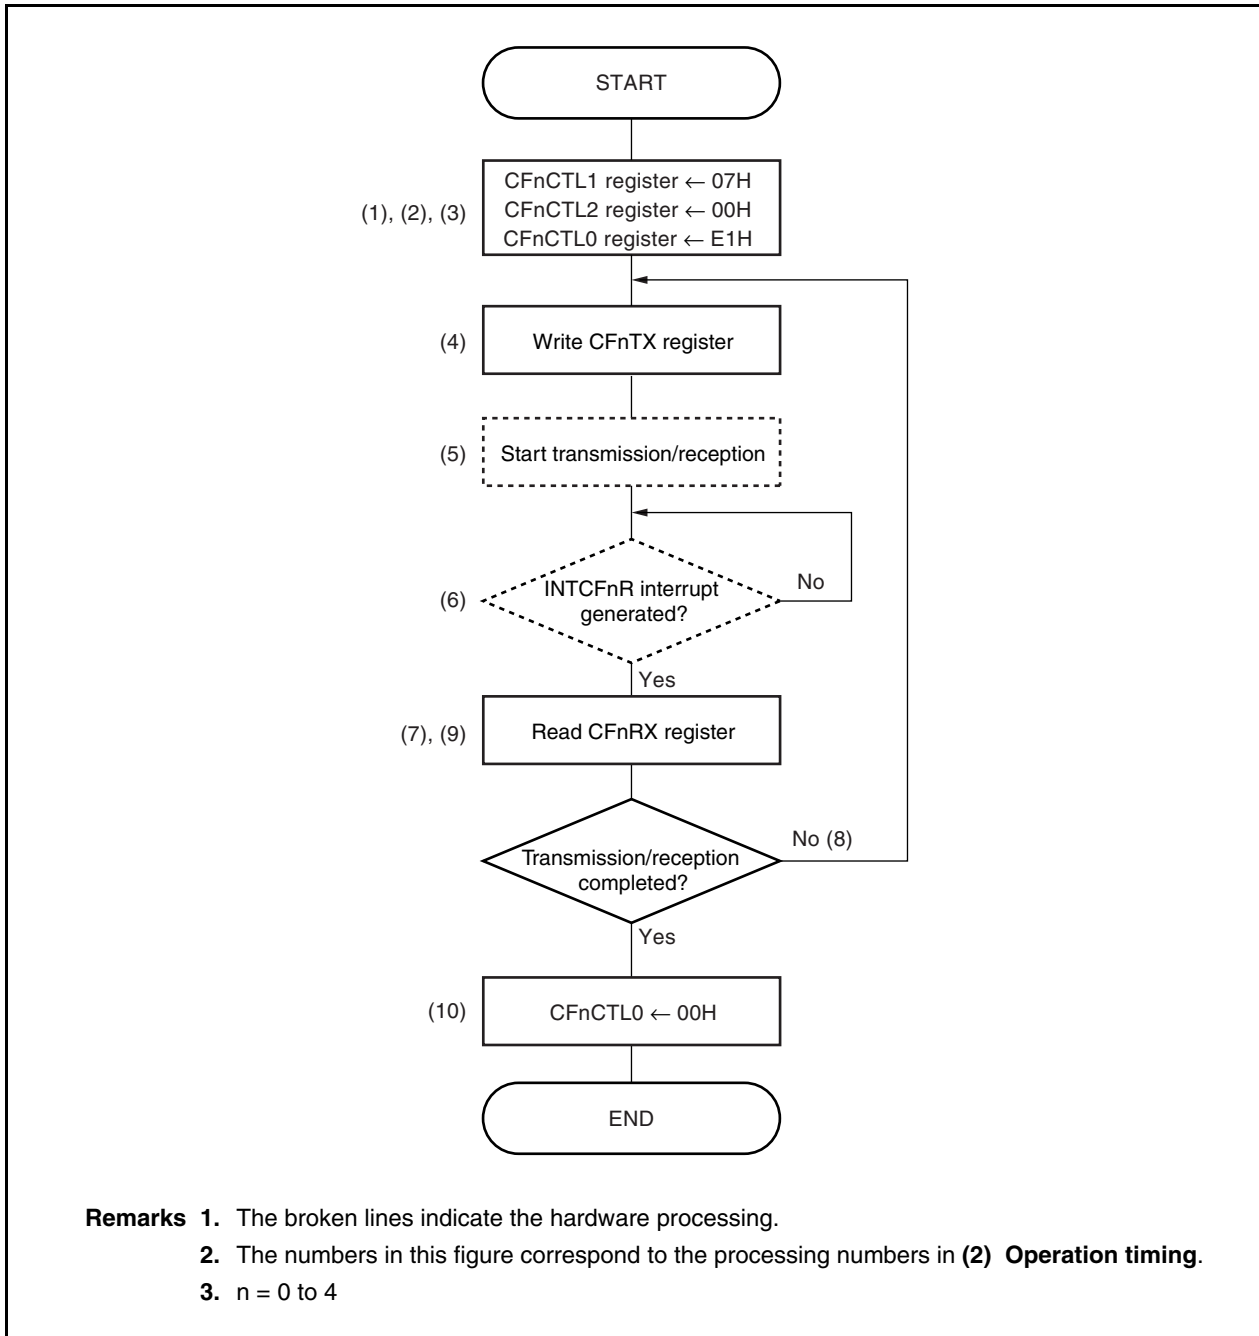 START
(1), (2), (3)
CFnCTL1 register ← 07H
CFnCTL2 register ← 00H
CFnCTL0 register ← E1H
(4)
Write CFnTX register
(5)
Start transmission/reception
(6)
INTCFnR interrupt
generated?
No
Yes
(7), (9)
Read CFnRX register
Transmission/reception
completed?
No (8)
Yes
(10)
CFnCTL0 ← 00H
END
Remarks 1. The broken lines indicate the hardware processing.
2. The numbers in this figure correspond to the processing numbers in (2) Operation timing.
3. n = 0 to 4